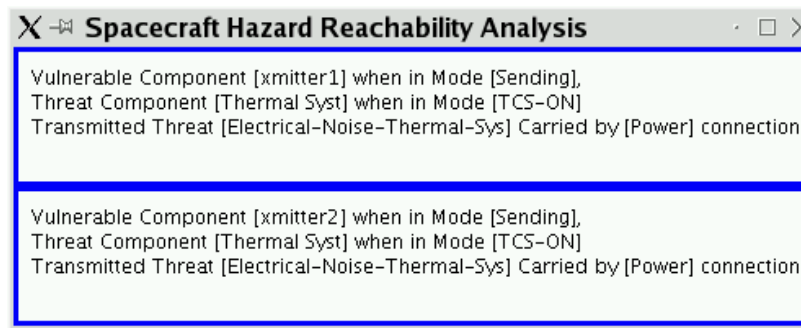 Spacecraft Hazard Reachability Analysis
Vulnerable Component [xmitter1] when in Mode [Sending],
Threat Component [Thermal Syst] when in Mode [TCS-ON]
Transmitted Threat [Electrical-Noise-Thermal-Sys] Carried by [Power] connection
Vulnerable Component [xmitter2] when in Mode [Sending],
Threat Component [Thermal Syst] when in Mode [TCS-ON]
Transmitted Threat [Electrical-Noise-Thermal-Sys] Carried by [Power] connection